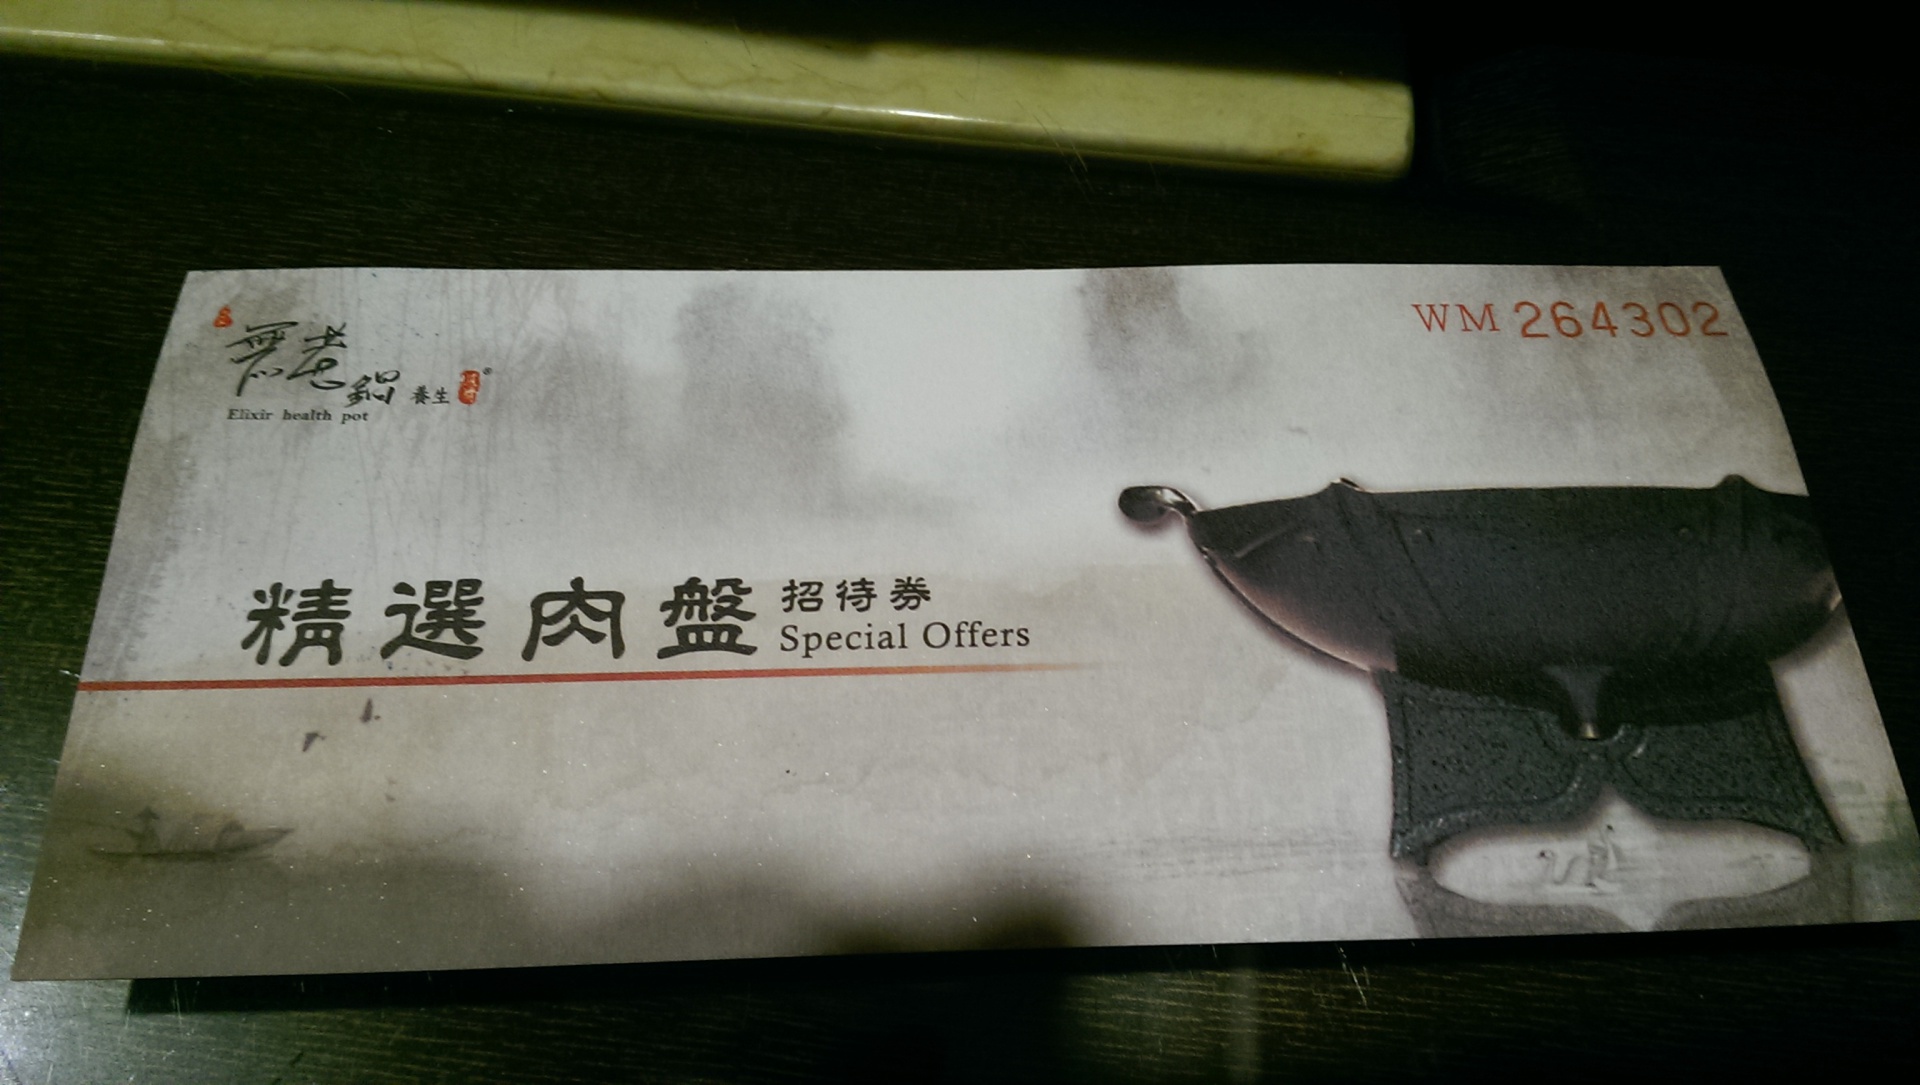 無老鍋 養生 ®
Elixir health pot
WM 264302
精選肉盤 招待券
Special Offers